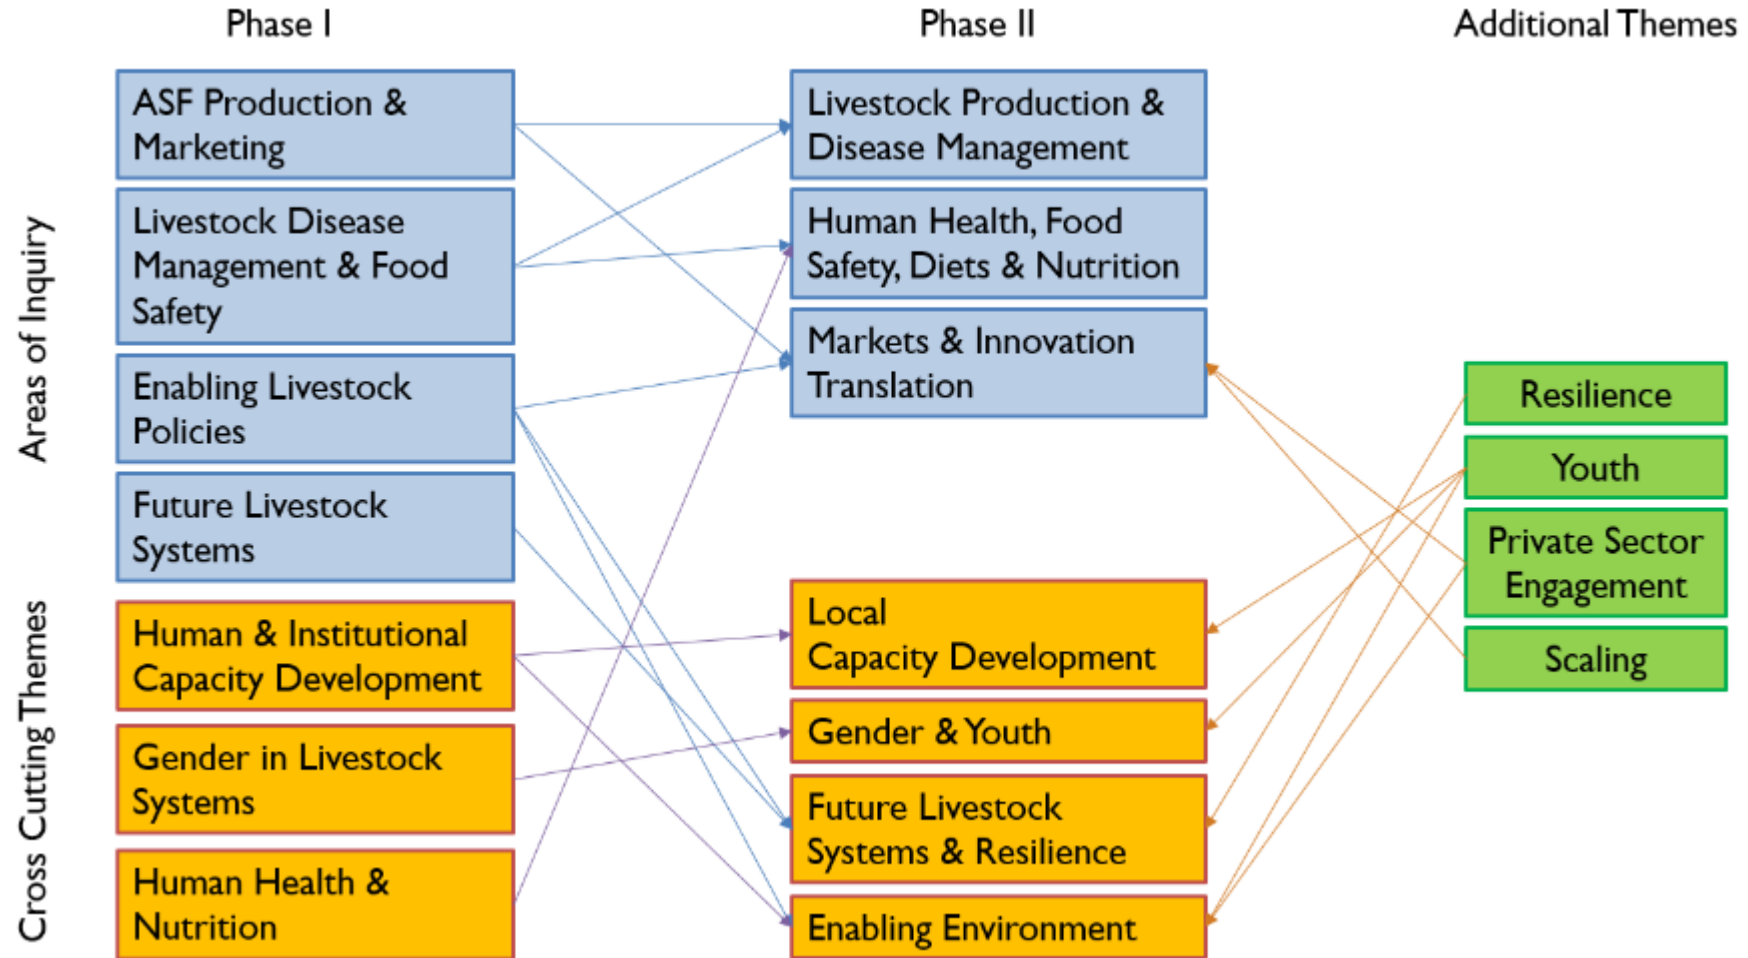 Phase I
Phase II
Additional Themes
Areas of Inquiry
ASF Production &
Marketing
Livestock Disease
Management & Food
Safety
Enabling Livestock
Policies
Future Livestock
Systems
Cross Cutting Themes
Human & Institutional
Capacity Development
Gender in Livestock
Systems
Human Health &
Nutrition
Livestock Production &
Disease Management
Human Health, Food
Safety, Diets & Nutrition
Markets & Innovation
Translation
Local
Capacity Development
Gender & Youth
Future Livestock
Systems & Resilience
Enabling Environment
Resilience
Youth
Private Sector
Engagement
Scaling